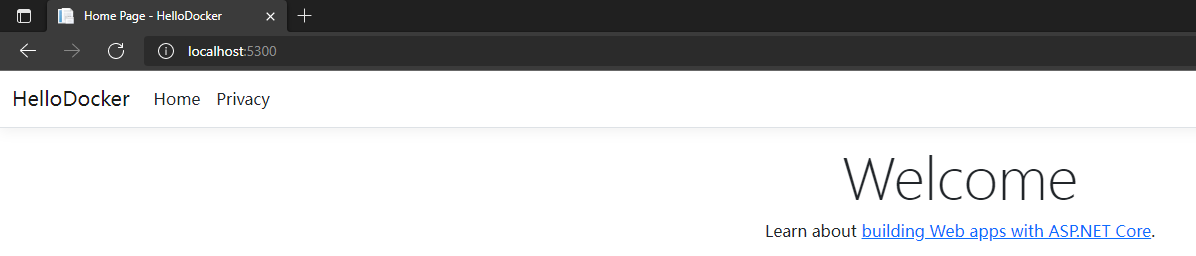 Home Page - HelloDocker
localhost:5300
HelloDocker Home Privacy
Welcome
Learn about building Web apps with ASP.NET Core.